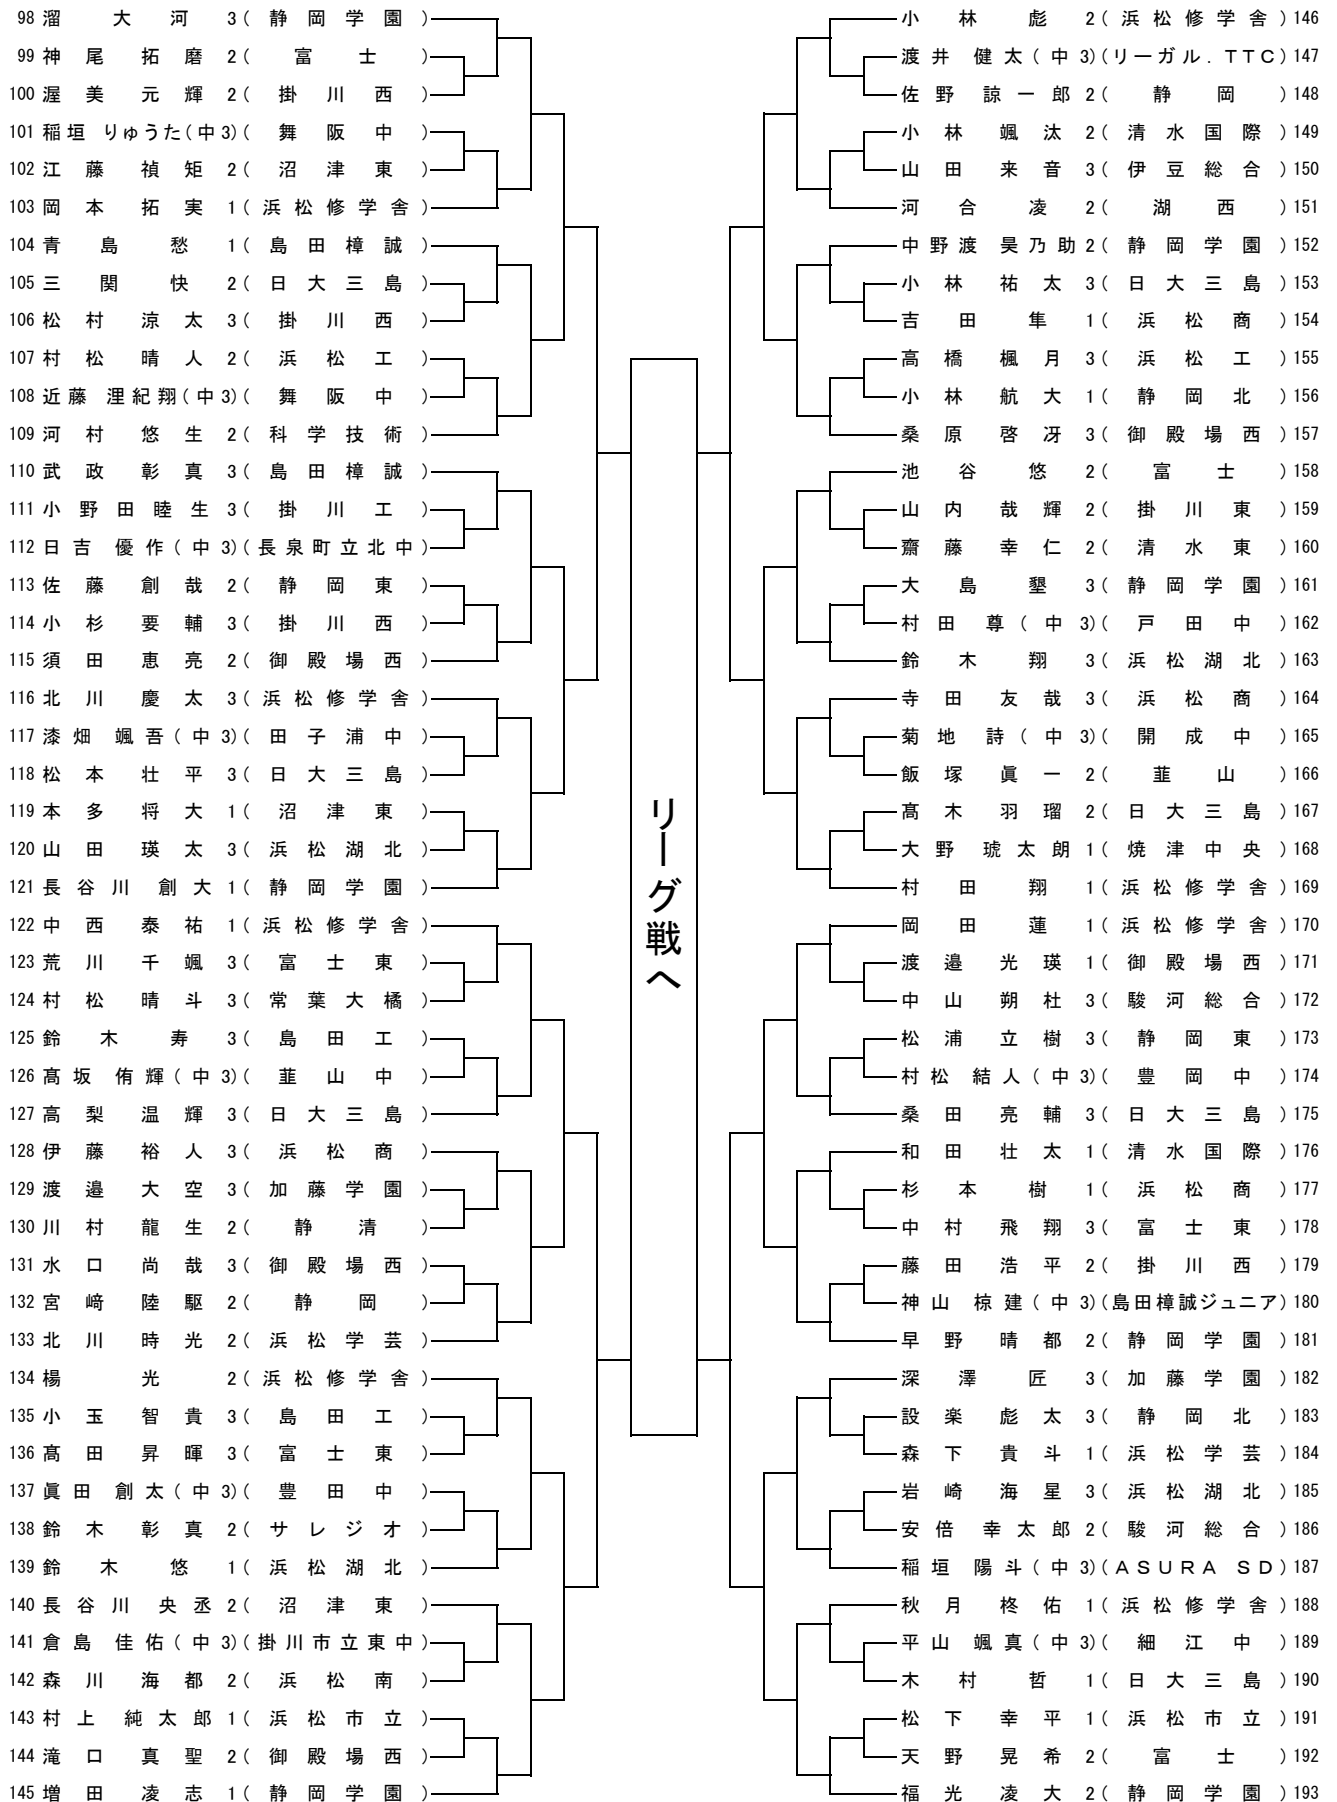 98 溜大河 3(静岡学園)
99 神尾拓磨 2(富士)
100 渥美元輝 2(掛川西)
101 稲垣 りゅうた(中3)(舞阪中)
102 江藤禎矩 2(沼津東)
103 岡本拓実 1(浜松修学舎)
104 青島愁 1(島田樟誠)
105 三関快 2(日大三島)
106 松村涼太 3(掛川西)
107 村松晴人 2(浜松工)
108 近藤 浬紀翔(中3)(舞阪中)
109 河村悠生 2(科学技術)
110 武政彰真 3(島田樟誠)
111 小野田睦生 3(掛川工)
112 日吉 優作(中3)(長泉町立北中)
113 佐藤創哉 2(静岡東)
114 小杉要輔 3(掛川西)
115 須田恵亮 2(御殿場西)
116 北川慶太 3(浜松修学舎)
117 漆畑 颯吾(中3)(田子浦中)
118 松本壮平 3(日大三島)
119 本多将大 1(沼津東)
120 山田瑛太 3(浜松湖北)
121 長谷川創大 1(静岡学園)
122 中西泰祐 1(浜松修学舎)
123 荒川千颯 3(富士東)
124 村松晴斗 3(常葉大橘)
125 鈴木寿 3(島田工)
126 髙坂 侑輝(中3)(韮山中)
127 高梨温輝 3(日大三島)
128 伊藤裕人 3(浜松商)
129 渡邉大空 3(加藤学園)
130 川村龍生 2(静清)
131 水口尚哉 3(御殿場西)
132 宮﨑陸駆 2(静岡)
133 北川時光 2(浜松学芸)
134 楊光 2(浜松修学舎)
135 小玉智貴 3(島田工)
136 髙田昇暉 3(富士東)
137 眞田 創太(中3)(豊田中)
138 鈴木彰真 2(サレジオ)
139 鈴木悠 1(浜松湖北)
140 長谷川央丞 2(沼津東)
141 倉島 佳佑(中3)(掛川市立東中)
142 森川海都 2(浜松南)
143 村上純太郎 1(浜松市立)
144 滝口真聖 2(御殿場西)
145 増田凌志 1(静岡学園)
リーグ戦へ
小林彪 2(浜松修学舎)146
渡井 健太(中3)(リーガル．TTC)147
佐野諒一郎 2(静岡)148
小林颯汰 2(清水国際)149
山田来音 3(伊豆総合)150
河合凌 2(湖西)151
中野渡昊乃助 2(静岡学園)152
小林祐太 3(日大三島)153
吉田隼 1(浜松商)154
高橋楓月 3(浜松工)155
小林航大 1(静岡北)156
桑原啓冴 3(御殿場西)157
池谷悠 2(富士)158
山内哉輝 2(掛川東)159
齋藤幸仁 2(清水東)160
大島墾 3(静岡学園)161
村田 尊(中3)(戸田中)162
鈴木翔 3(浜松湖北)163
寺田友哉 3(浜松商)164
菊地 詩(中3)(開成中)165
飯塚眞一 2(韮山)166
髙木羽瑠 2(日大三島)167
大野琥太朗 1(焼津中央)168
村田翔 1(浜松修学舎)169
岡田蓮 1(浜松修学舎)170
渡邉光瑛 1(御殿場西)171
中山朔杜 3(駿河総合)172
松浦立樹 3(静岡東)173
村松 結人(中3)(豊岡中)174
桑田亮輔 3(日大三島)175
和田壮太 1(清水国際)176
杉本樹 1(浜松商)177
中村飛翔 3(富士東)178
藤田浩平 2(掛川西)179
神山 椋建(中3)(島田樟誠ジュニア)180
早野晴都 2(静岡学園)181
深澤匠 3(加藤学園)182
設楽彪太 3(静岡北)183
森下貴斗 1(浜松学芸)184
岩崎海星 3(浜松湖北)185
安倍幸太郎 2(駿河総合)186
稲垣 陽斗(中3)(ASURA SD)187
秋月柊佑 1(浜松修学舎)188
平山 颯真(中3)(細江中)189
木村哲 1(日大三島)190
松下幸平 1(浜松市立)191
天野晃希 2(富士)192
福光凌大 2(静岡学園)193